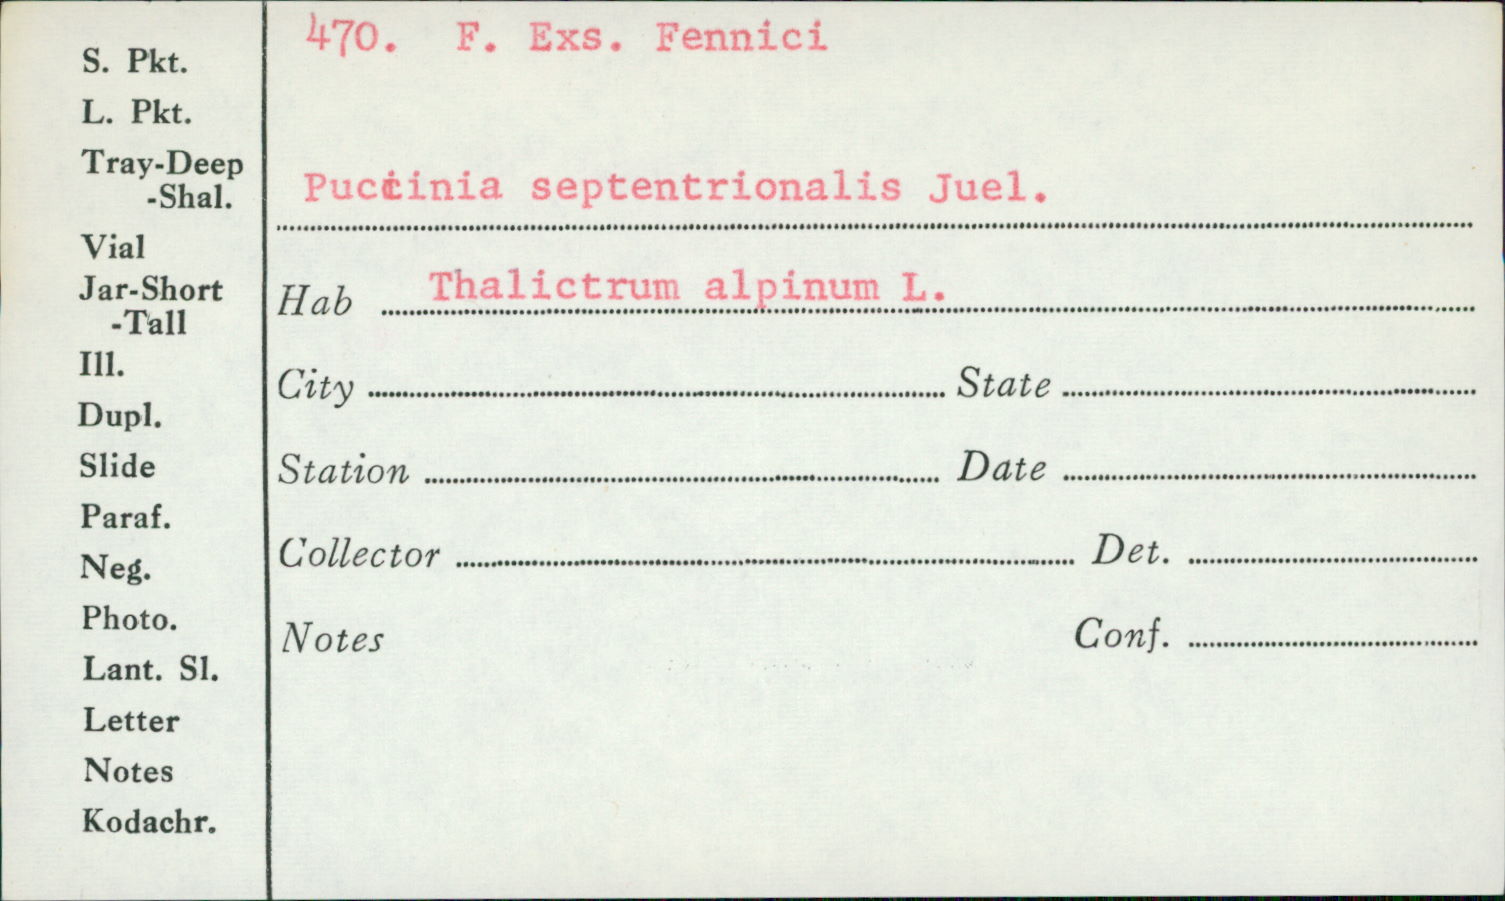 470. F. Exs. Fennici
Puccinia septentrionalis Juel.
Hab Thalictrum alpinum L.
City State
Station Date
Collector Det.
Notes Conf.
S. Pkt.
L. Pkt.
Tray-Deep
-Shal.
Vial
Jar-Short
-Tall
Ill.
Dupl.
Slide
Paraf.
Neg.
Photo.
Lant. Sl.
Letter
Notes
Kodachr.